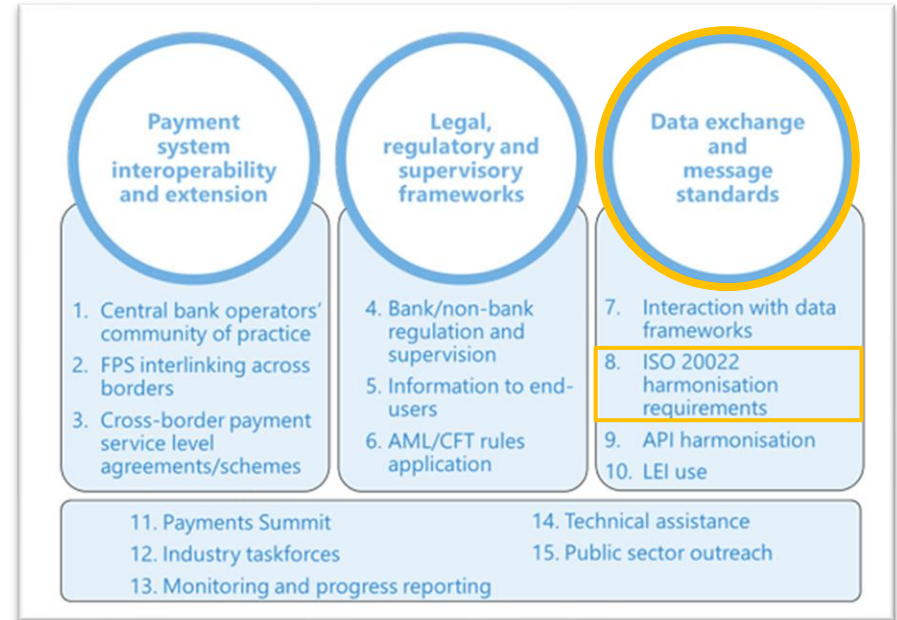 Payment
system
interoperability
and extension
Legal,
regulatory and
supervisory
frameworks
Data exchange
and
message
standards
1. Central bank operators'
community of practice
2. FPS interlinking across
borders
3. Cross-border payment
service level
agreements/schemes
4. Bank/non-bank
regulation and
supervision
5. Information to end-
users
6. AML/CFT rules
application
7. Interaction with data
frameworks
8. ISO 20022
harmonisation
requirements
9. API harmonisation
10. LEI use
11. Payments Summit
12. Industry taskforces
13. Monitoring and progress reporting
14. Technical assistance
15. Public sector outreach